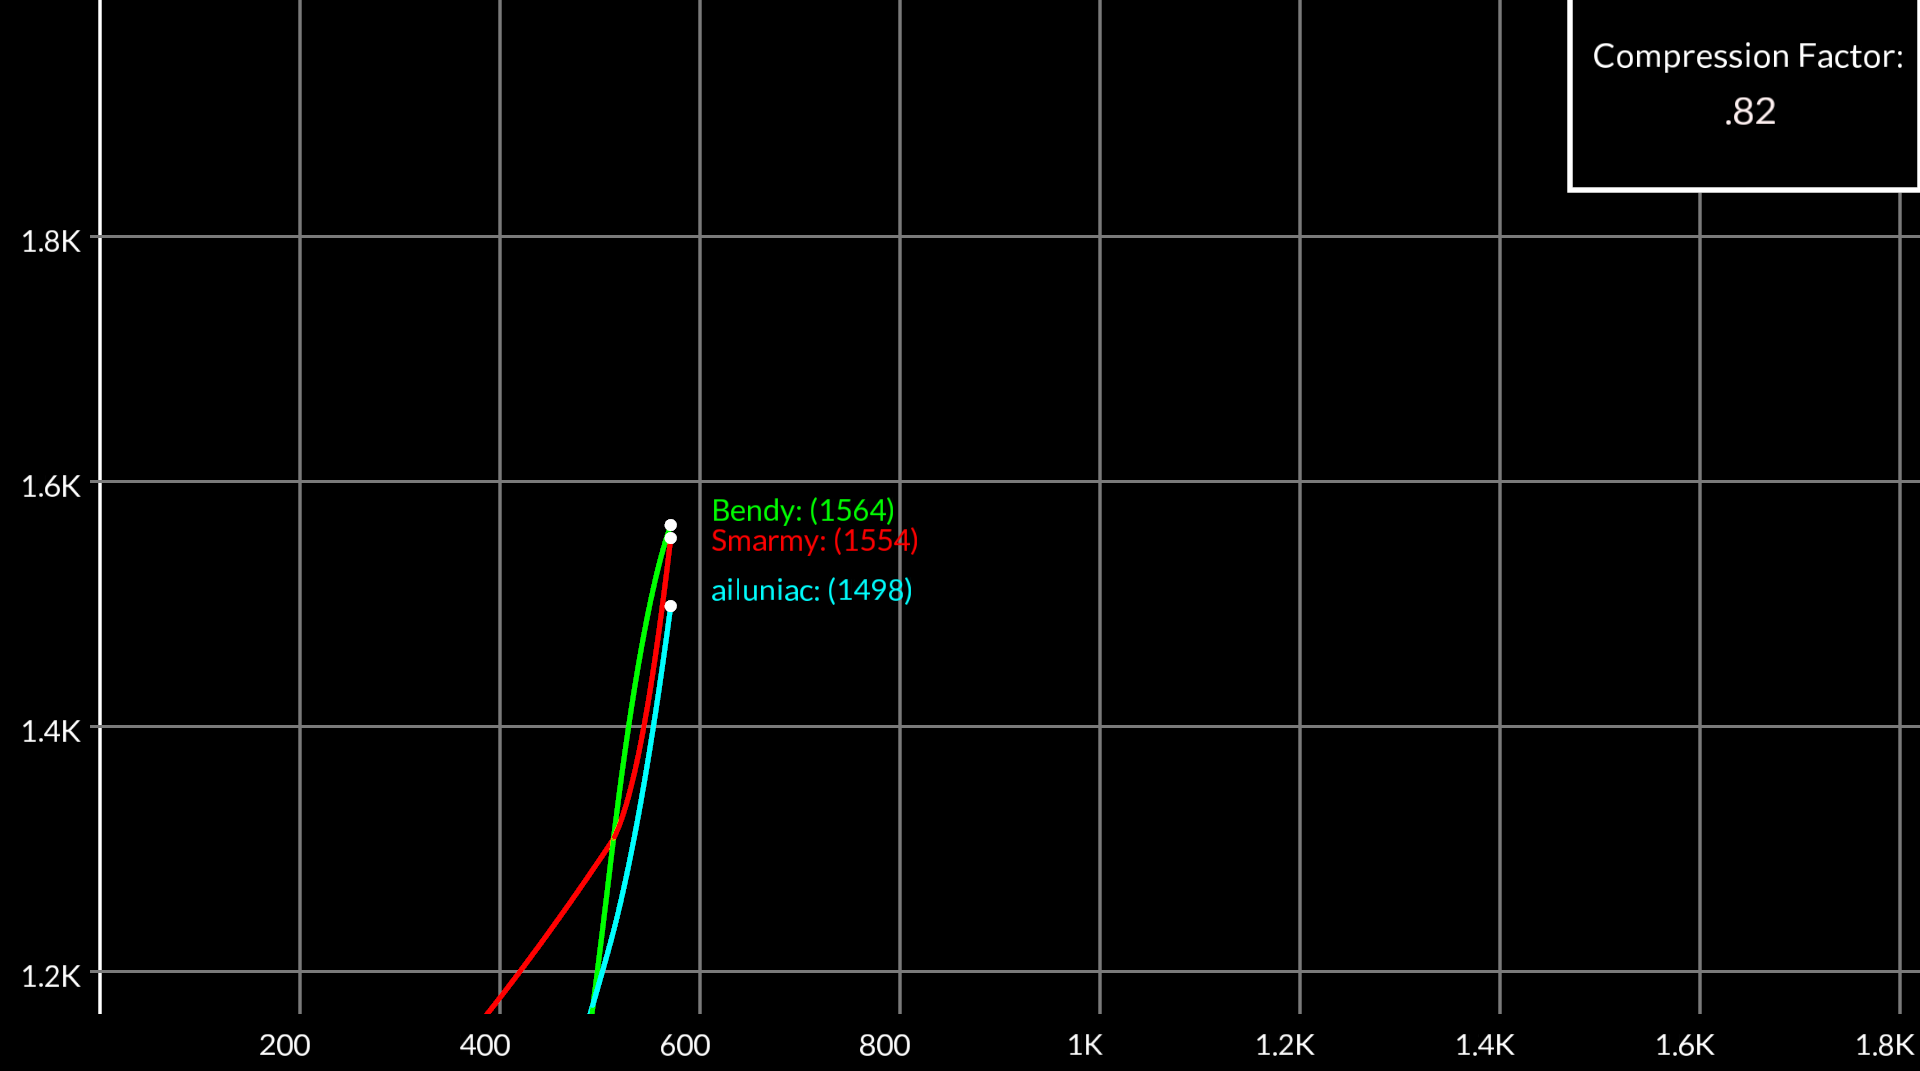 Compression Factor:
.82
1.8K
1.6K
Bendy: (1564)
Smarmy: (1554)
ailuniac: (1498)
1.4K
1.2K
200 400 600 800 1K 1.2K 1.4K 1.6K 1.8K